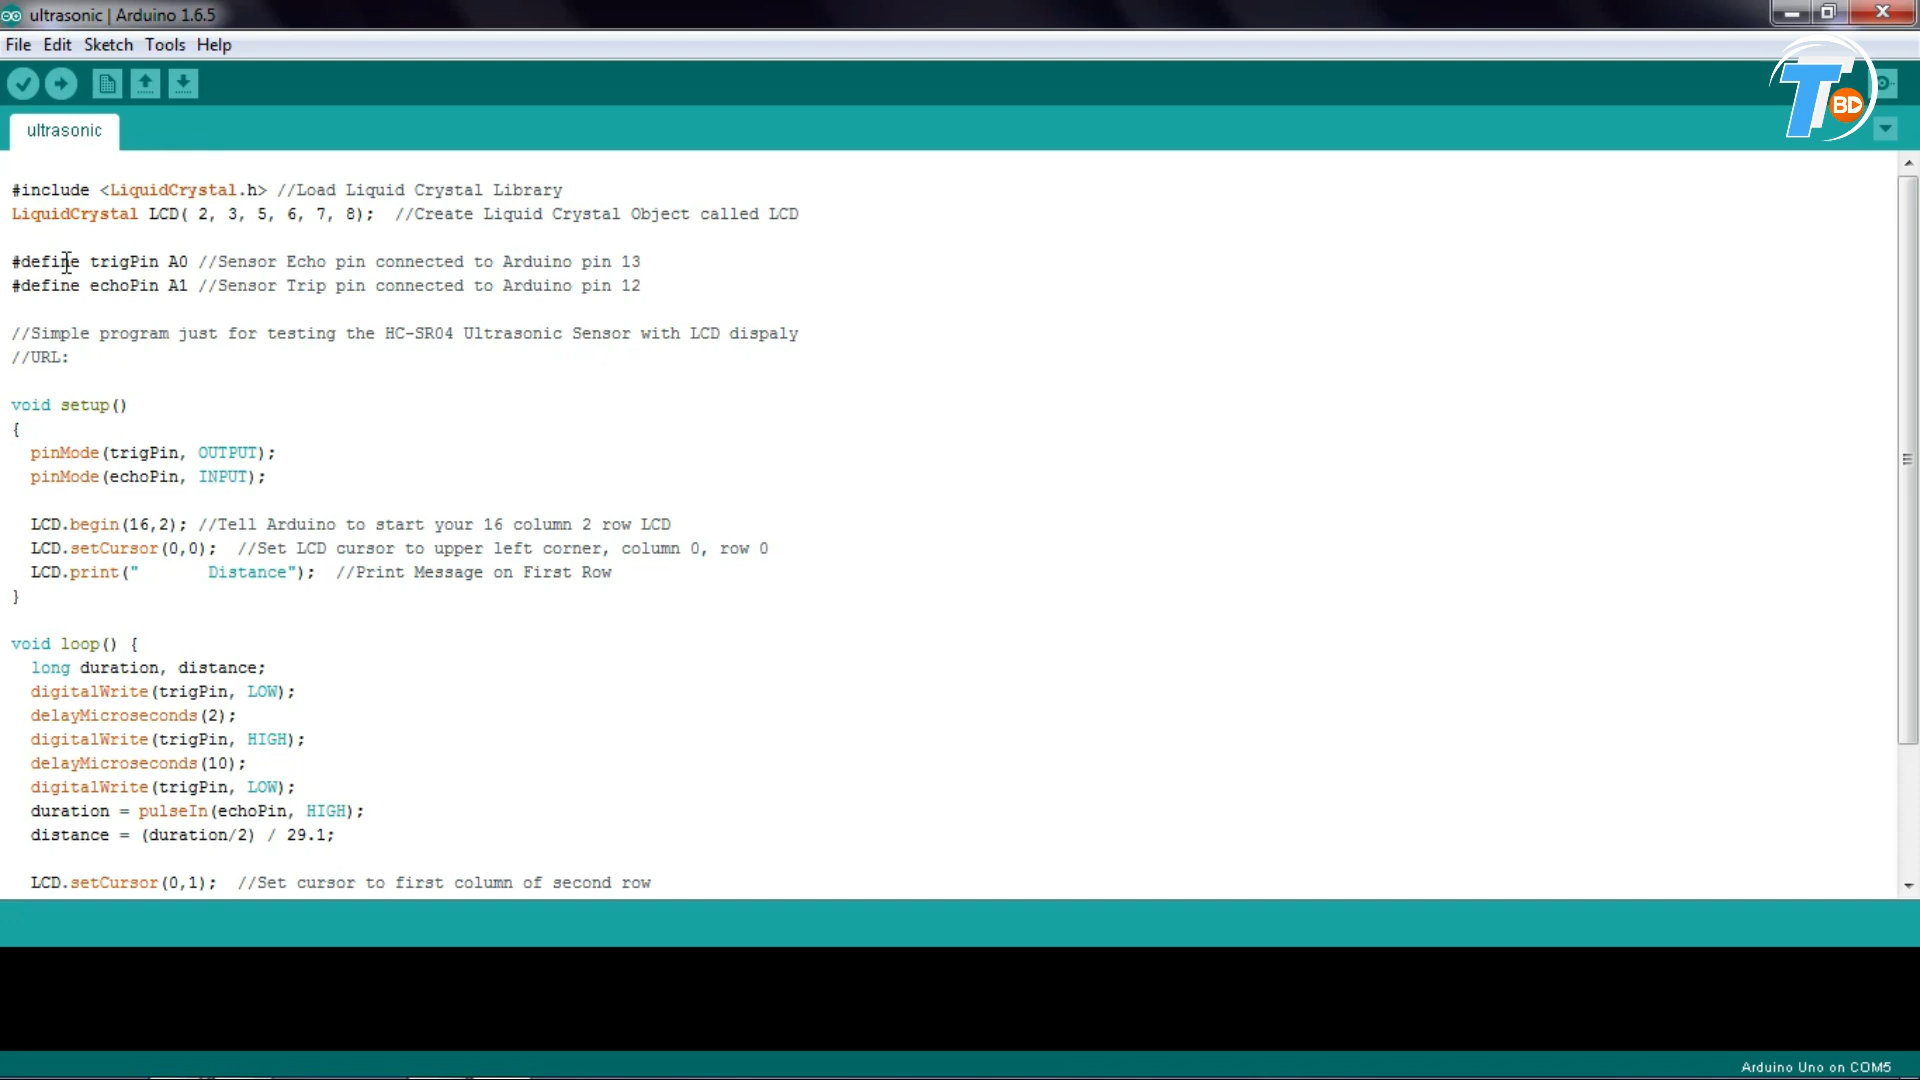 ultrasonic | Arduino 1.6.5
File Edit Sketch Tools Help
T BD
ultrasonic
#include <LiquidCrystal.h> //Load Liquid Crystal Library
LiquidCrystal LCD( 2, 3, 5, 6, 7, 8);  //Create Liquid Crystal Object called LCD
#define trigPin A0 //Sensor Echo pin connected to Arduino pin 13
#define echoPin A1 //Sensor Trip pin connected to Arduino pin 12
//Simple program just for testing the HC-SR04 Ultrasonic Sensor with LCD dispaly
//URL:
void setup()
{
  pinMode(trigPin, OUTPUT);
  pinMode(echoPin, INPUT);
  LCD.begin(16,2); //Tell Arduino to start your 16 column 2 row LCD
  LCD.setCursor(0,0);  //Set LCD cursor to upper left corner, column 0, row 0
  LCD.print("       Distance");  //Print Message on First Row
}
void loop() {
  long duration, distance;
  digitalWrite(trigPin, LOW);
  delayMicroseconds(2);
  digitalWrite(trigPin, HIGH);
  delayMicroseconds(10);
  digitalWrite(trigPin, LOW);
  duration = pulseIn(echoPin, HIGH);
  distance = (duration/2) / 29.1;
  LCD.setCursor(0,1);  //Set cursor to first column of second row
Arduino Uno on COM5